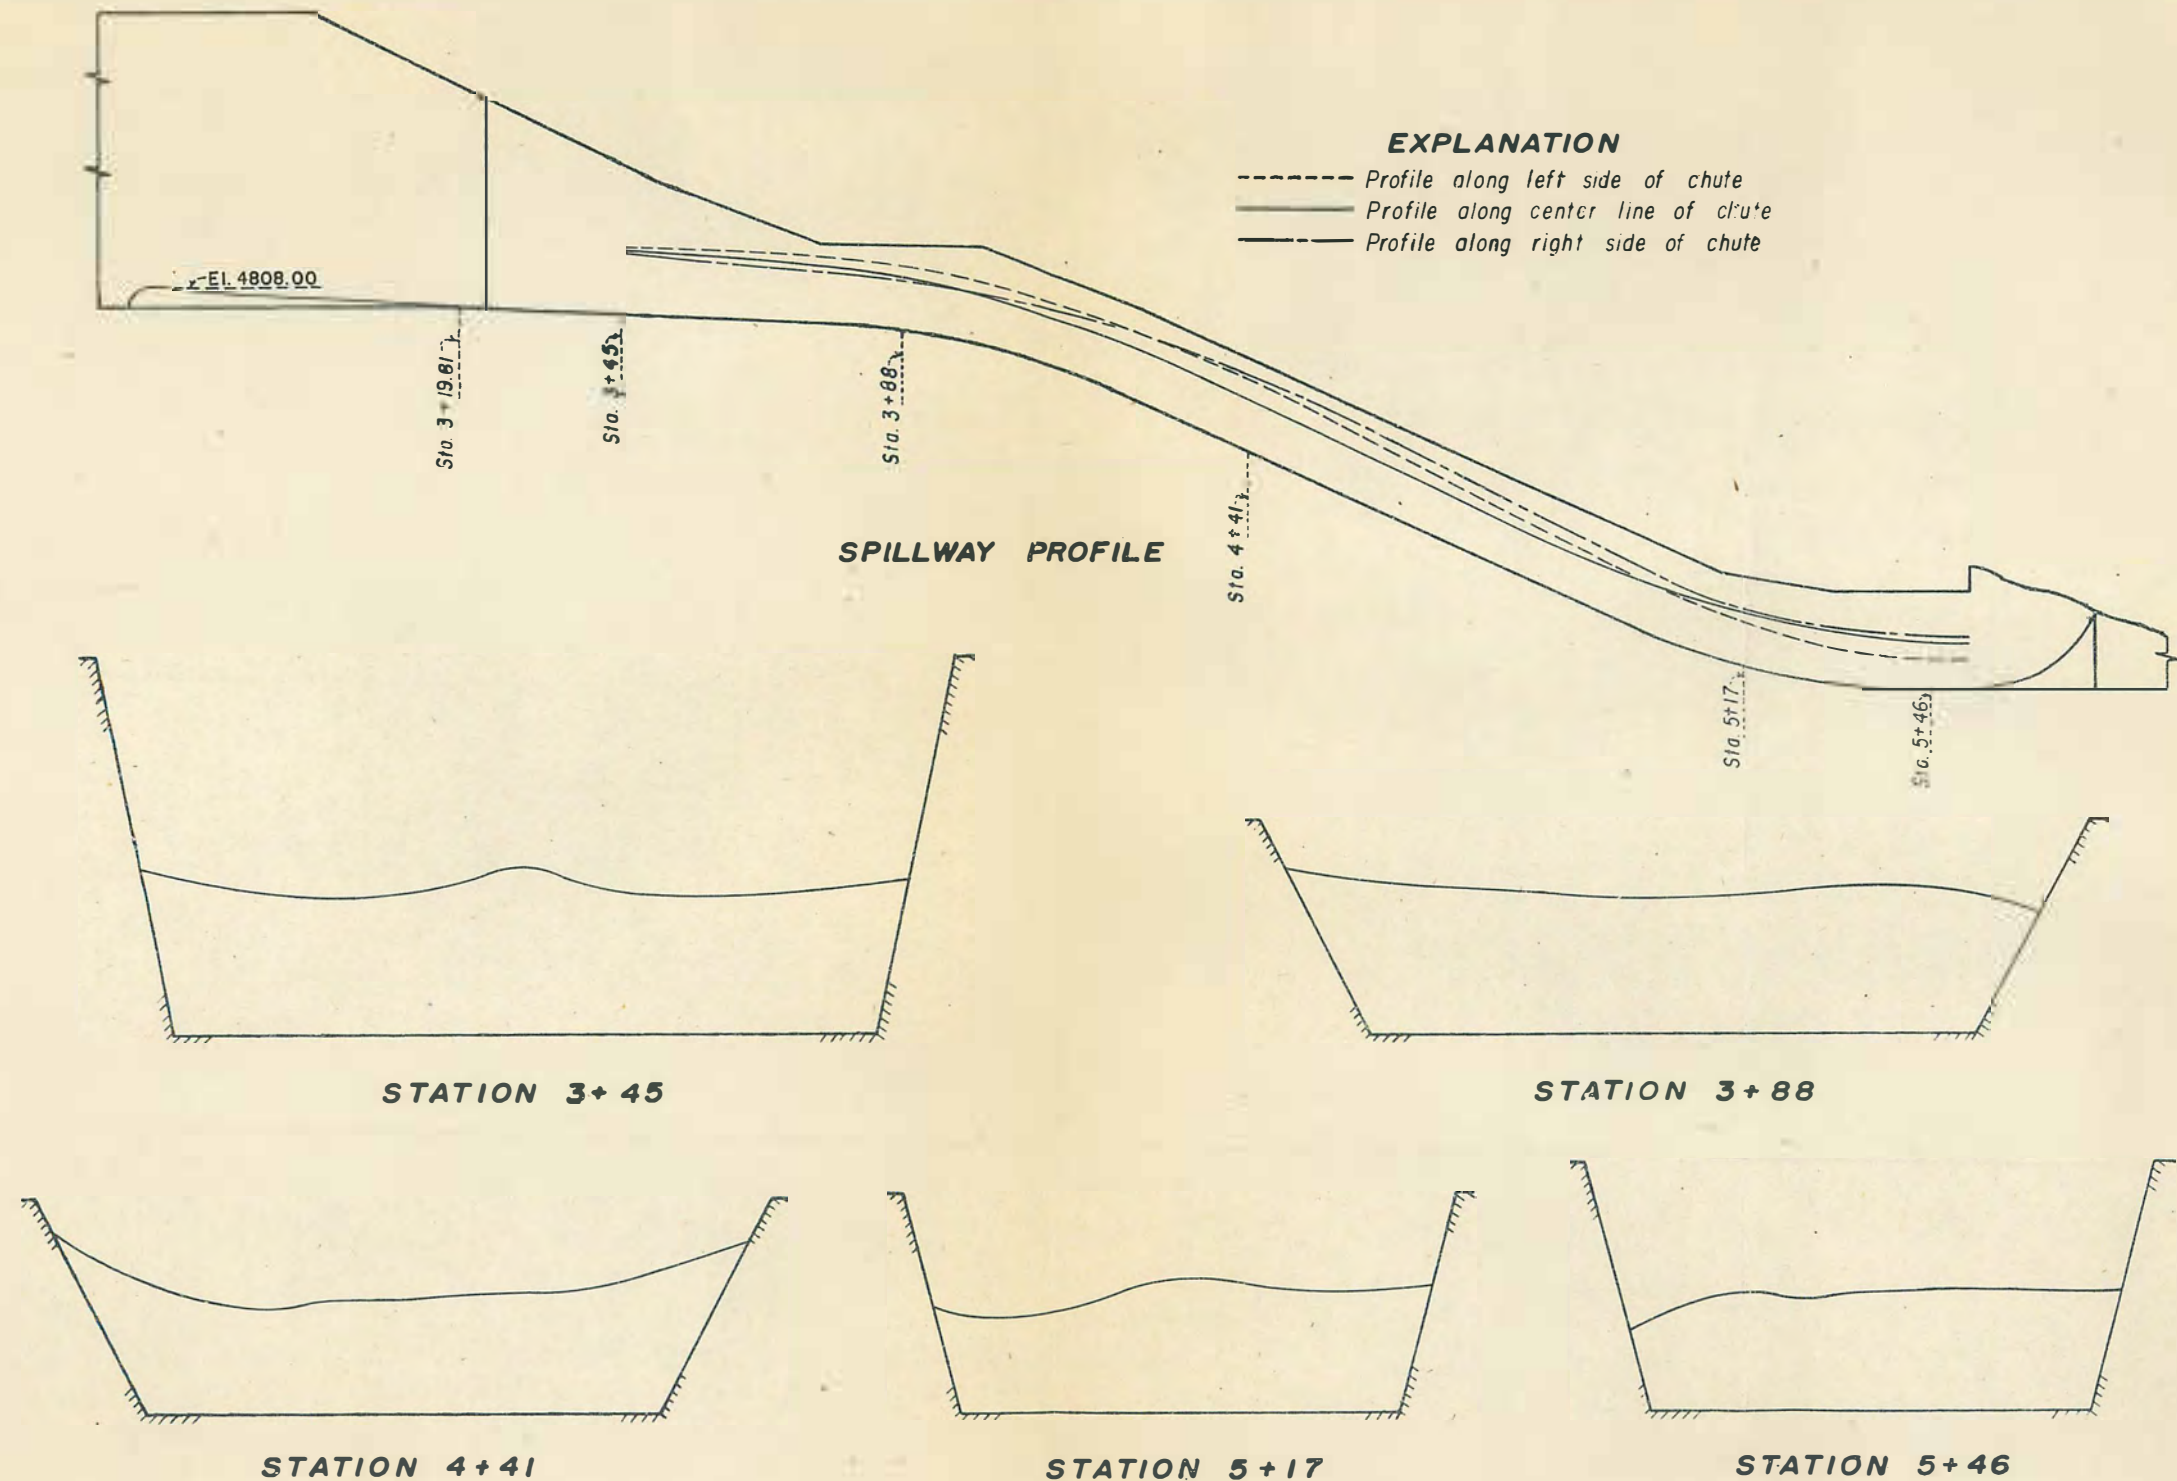 EXPLANATION
Profile along left side of chute
Profile along center line of chute
Profile along right side of chute
El. 4808.00
Sta. 3+19.81
Sta. 3+45
Sta. 3+88
Sta. 4+41
Sta. 5+17
Sta. 5+46
SPILLWAY PROFILE
STATION 3+45
STATION 3+88
STATION 4+41
STATION 5+17
STATION 5+46